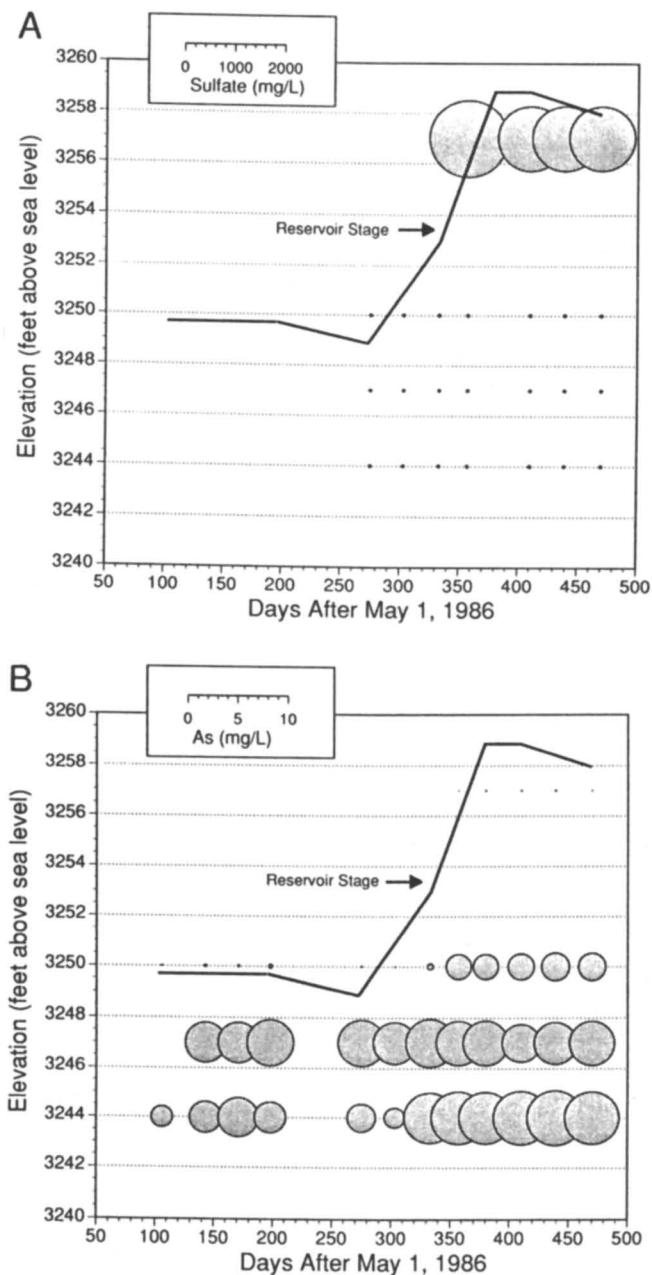 A
0 1000 2000
Sulfate (mg/L)
3260
3258
3256
3254
3252
3250
3248
3246
3244
3242
3240
Elevation (feet above sea level)
Reservoir Stage
50 100 150 200 250 300 350 400 450 500
Days After May 1, 1986
B
0 5 10
As (mg/L)
3260
3258
3256
3254
3252
3250
3248
3246
3244
3242
3240
Elevation (feet above sea level)
Reservoir Stage
50 100 150 200 250 300 350 400 450 500
Days After May 1, 1986